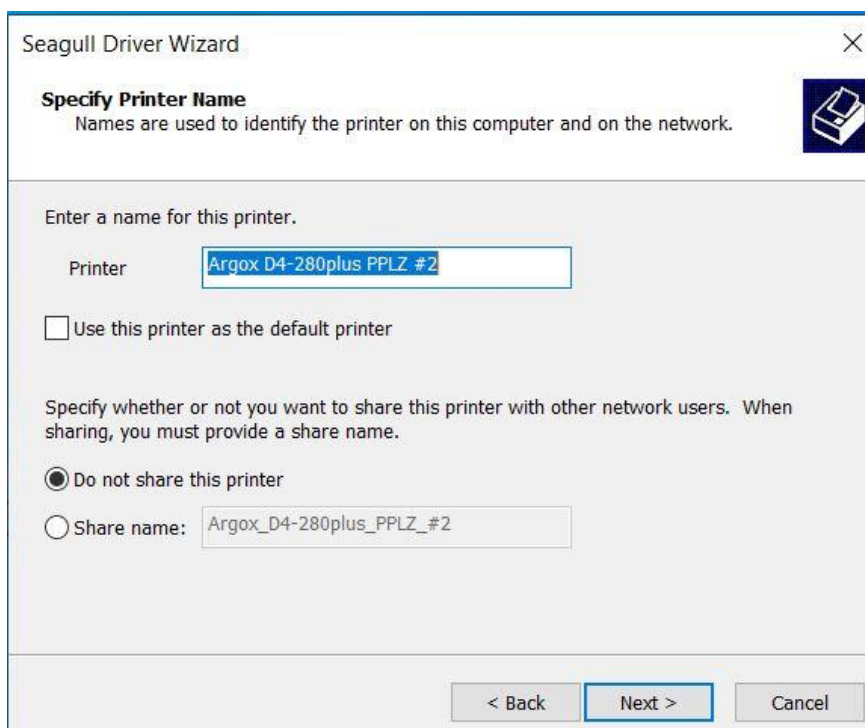 Seagull Driver Wizard
Specify Printer Name
Names are used to identify the printer on this computer and on the network.
Enter a name for this printer.
Printer
Argox D4-280plus PPLZ #2
Use this printer as the default printer
Specify whether or not you want to share this printer with other network users.  When
sharing, you must provide a share name.
Do not share this printer
Share name:
Argox_D4-280plus_PPLZ_#2
< Back
Next >
Cancel